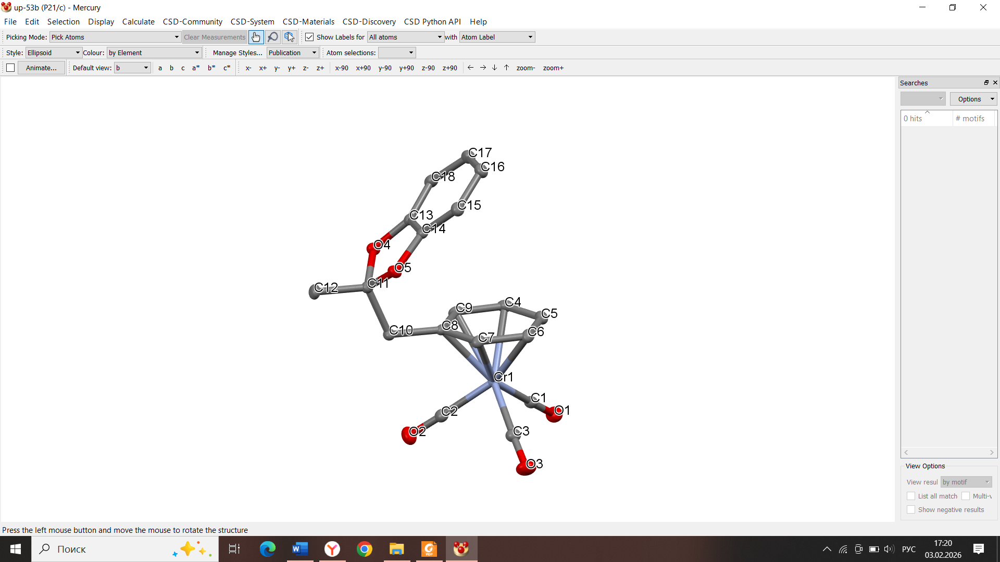 up-53b (P21/c) - Mercury
File Edit Selection Display Calculate CSD-Community CSD-System CSD-Materials CSD-Discovery CSD Python API Help
Picking Mode: Pick Atoms Clear Measurements Show Labels for All atoms with Atom Label
Style: Ellipsoid Colour: by Element Manage Styles... Publication Atom selections:
Animate... Default view: b a b c a* b* c* x- x+ y- y+ z- z+ x-90 x+90 y-90 y+90 z-90 z+90 zoom- zoom+
Searches
Options
0 hits # motifs
C17
C16
C18
C15
C13
C14
O4
O5
C11
C12
C4
C9
C5
C8
C6
C10
C7
Cr1
C1
O1
C2
C3
O2
O3
View Options
View resul by motif
List all match Multi-v
Show negative results
Press the left mouse button and move the mouse to rotate the structure
Поиск
W
Y
PDF
РУС
17:20
03.02.2026